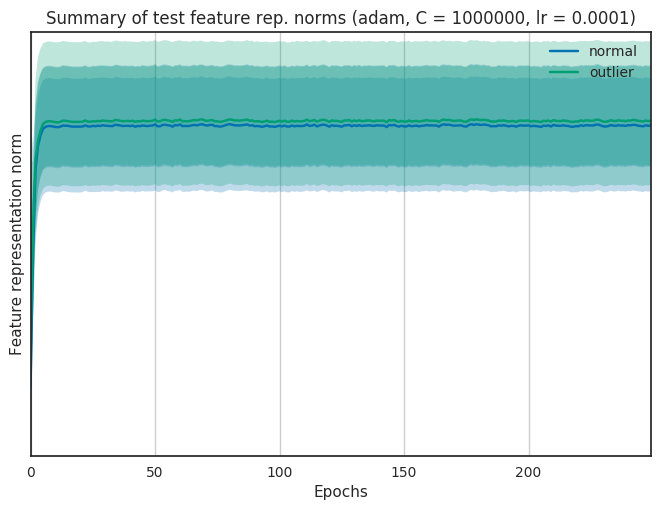 Summary of test feature rep. norms (adam, C = 1000000, lr = 0.0001)
normal
outlier
Feature representation norm
0 50 100 150 200
Epochs